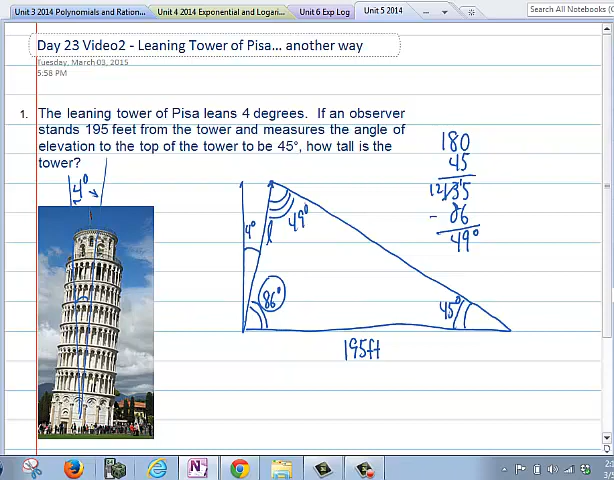 Unit 3 2014 Polynomials and Ration...
Unit 4 2014 Exponential and Logari...
Unit 6 Exp Log
Unit 5 2014
...
Search All Notebooks
Day 23 Video2 - Leaning Tower of Pisa... another way
Tuesday, March 03, 2015
5:58 PM
1. The leaning tower of Pisa leans 4 degrees. If an observer
stands 195 feet from the tower and measures the angle of
elevation to the top of the tower to be 45°, how tall is the
tower?
4°
180
45
135
12
- 86
49°
4°
l
49°
86°
45°
195ft